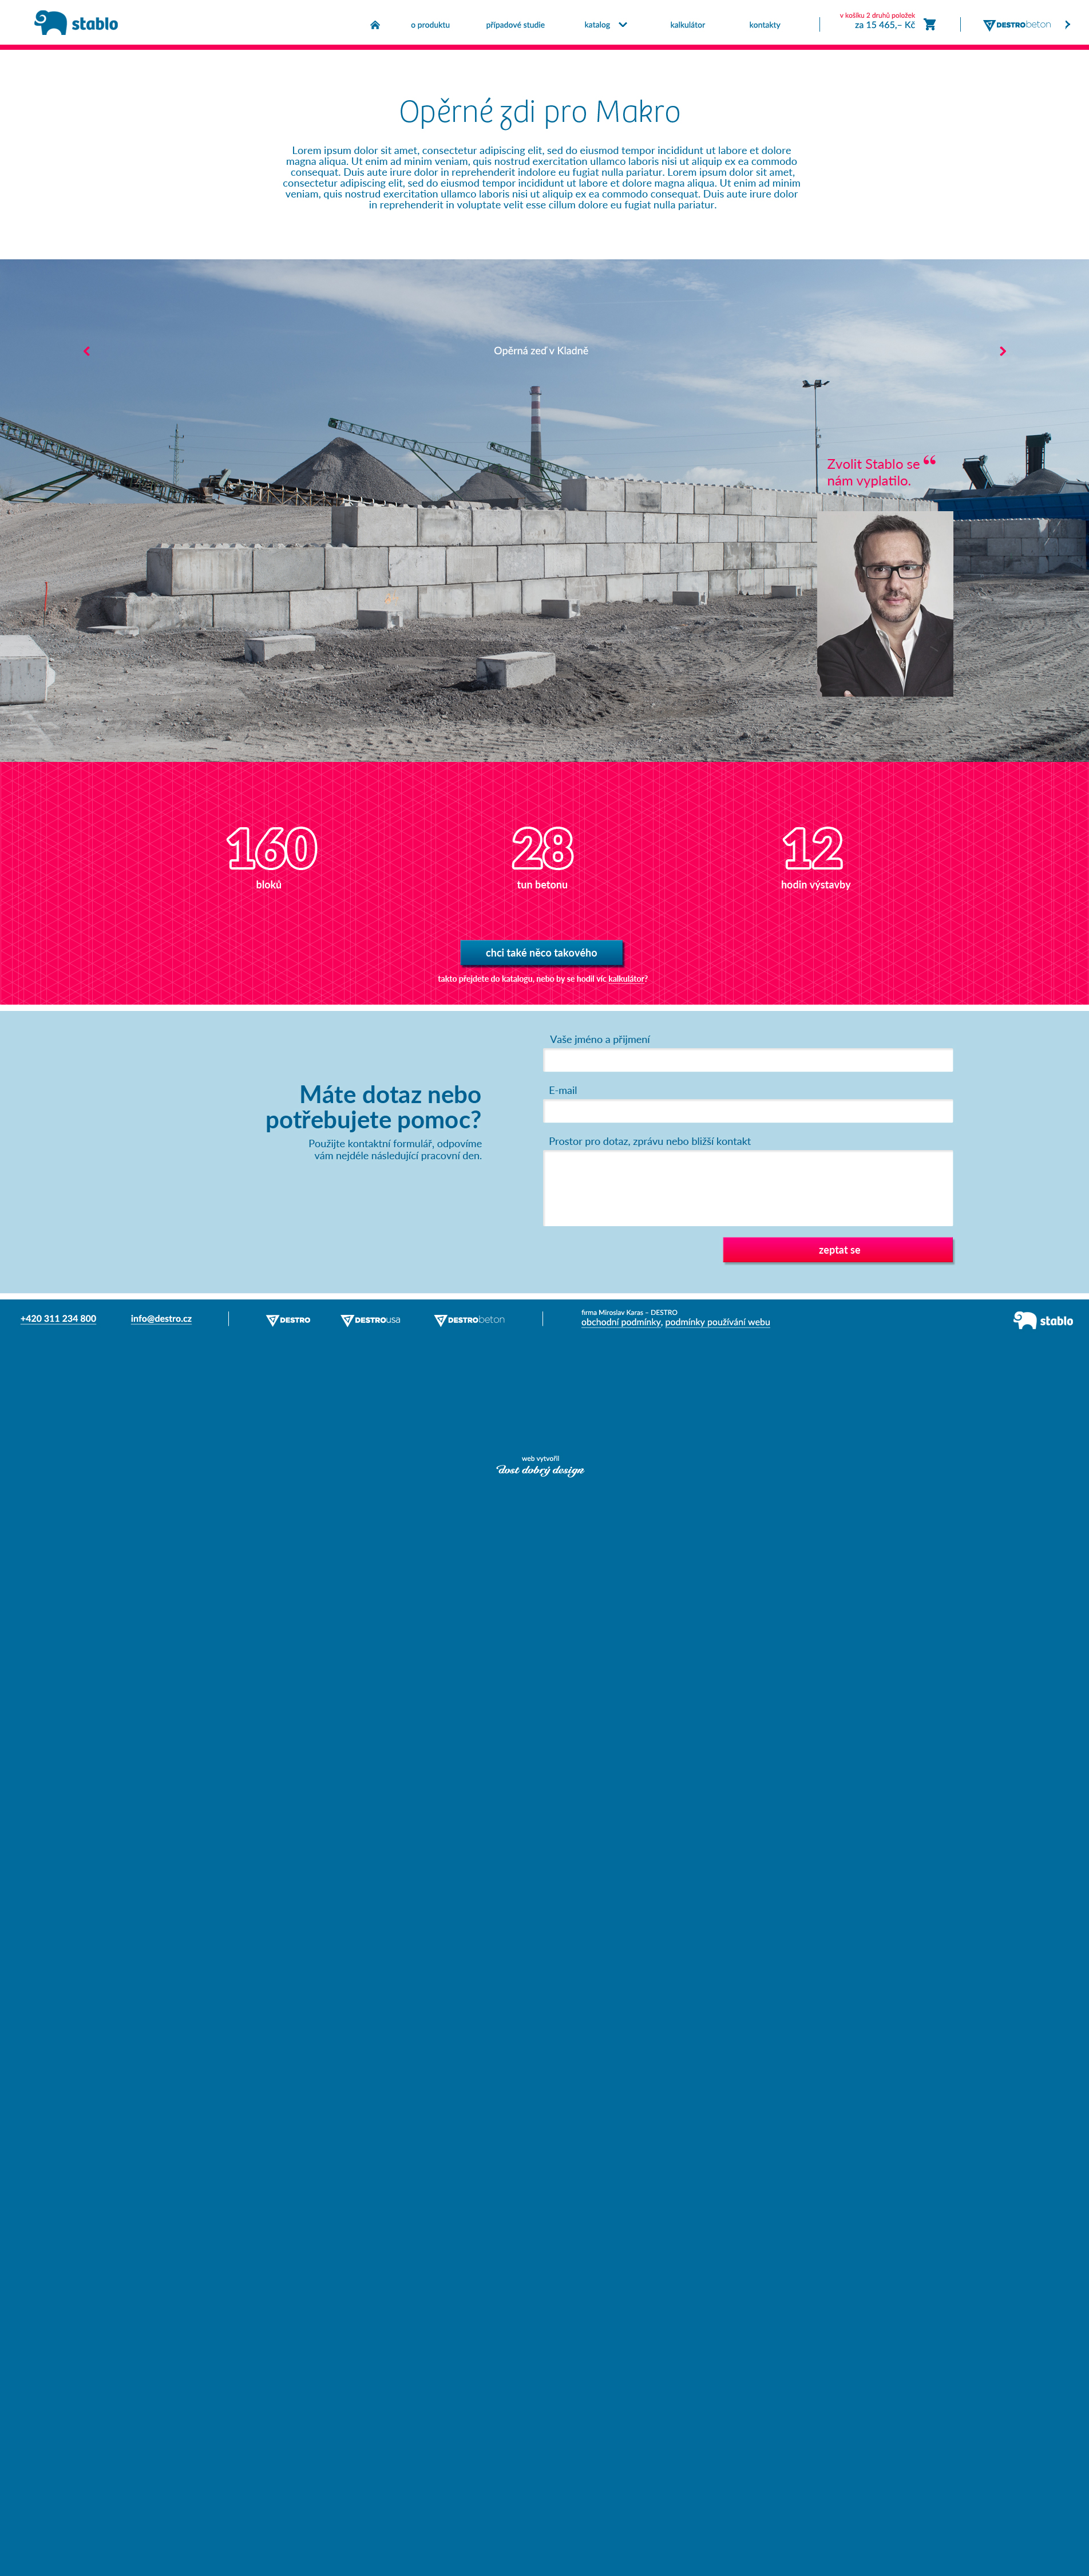 stablo
o produktu
případové studie
katalog
kalkulátor
kontakty
v košíku 2 druhů položek
za 15 465,– Kč
DESTRObeton
Opěrné zdi pro Makro
Lorem ipsum dolor sit amet, consectetur adipiscing elit, sed do eiusmod tempor incididunt ut labore et dolore
magna aliqua. Ut enim ad minim veniam, quis nostrud exercitation ullamco laboris nisi ut aliquip ex ea commodo
consequat. Duis aute irure dolor in reprehenderit indolore eu fugiat nulla pariatur. Lorem ipsum dolor sit amet,
consectetur adipiscing elit, sed do eiusmod tempor incididunt ut labore et dolore magna aliqua. Ut enim ad minim
veniam, quis nostrud exercitation ullamco laboris nisi ut aliquip ex ea commodo consequat. Duis aute irure dolor
in reprehenderit in voluptate velit esse cillum dolore eu fugiat nulla pariatur.
Opěrná zeď v Kladně
Zvolit Stablo se “
nám vyplatilo.
160
bloků
28
tun betonu
12
hodin výstavby
chci také něco takového
takto přejdete do katalogu, nebo by se hodil víc kalkulátor?
Máte dotaz nebo
potřebujete pomoc?
Použijte kontaktní formulář, odpovíme
vám nejdéle následující pracovní den.
Vaše jméno a přijmení
E-mail
Prostor pro dotaz, zprávu nebo bližší kontakt
zeptat se
+420 311 234 800
info@destro.cz
DESTRO
DESTROusa
DESTRObeton
firma Miroslav Karas – DESTRO
obchodní podmínky, podmínky používání webu
stablo
web vytvořil
dost dobrý design